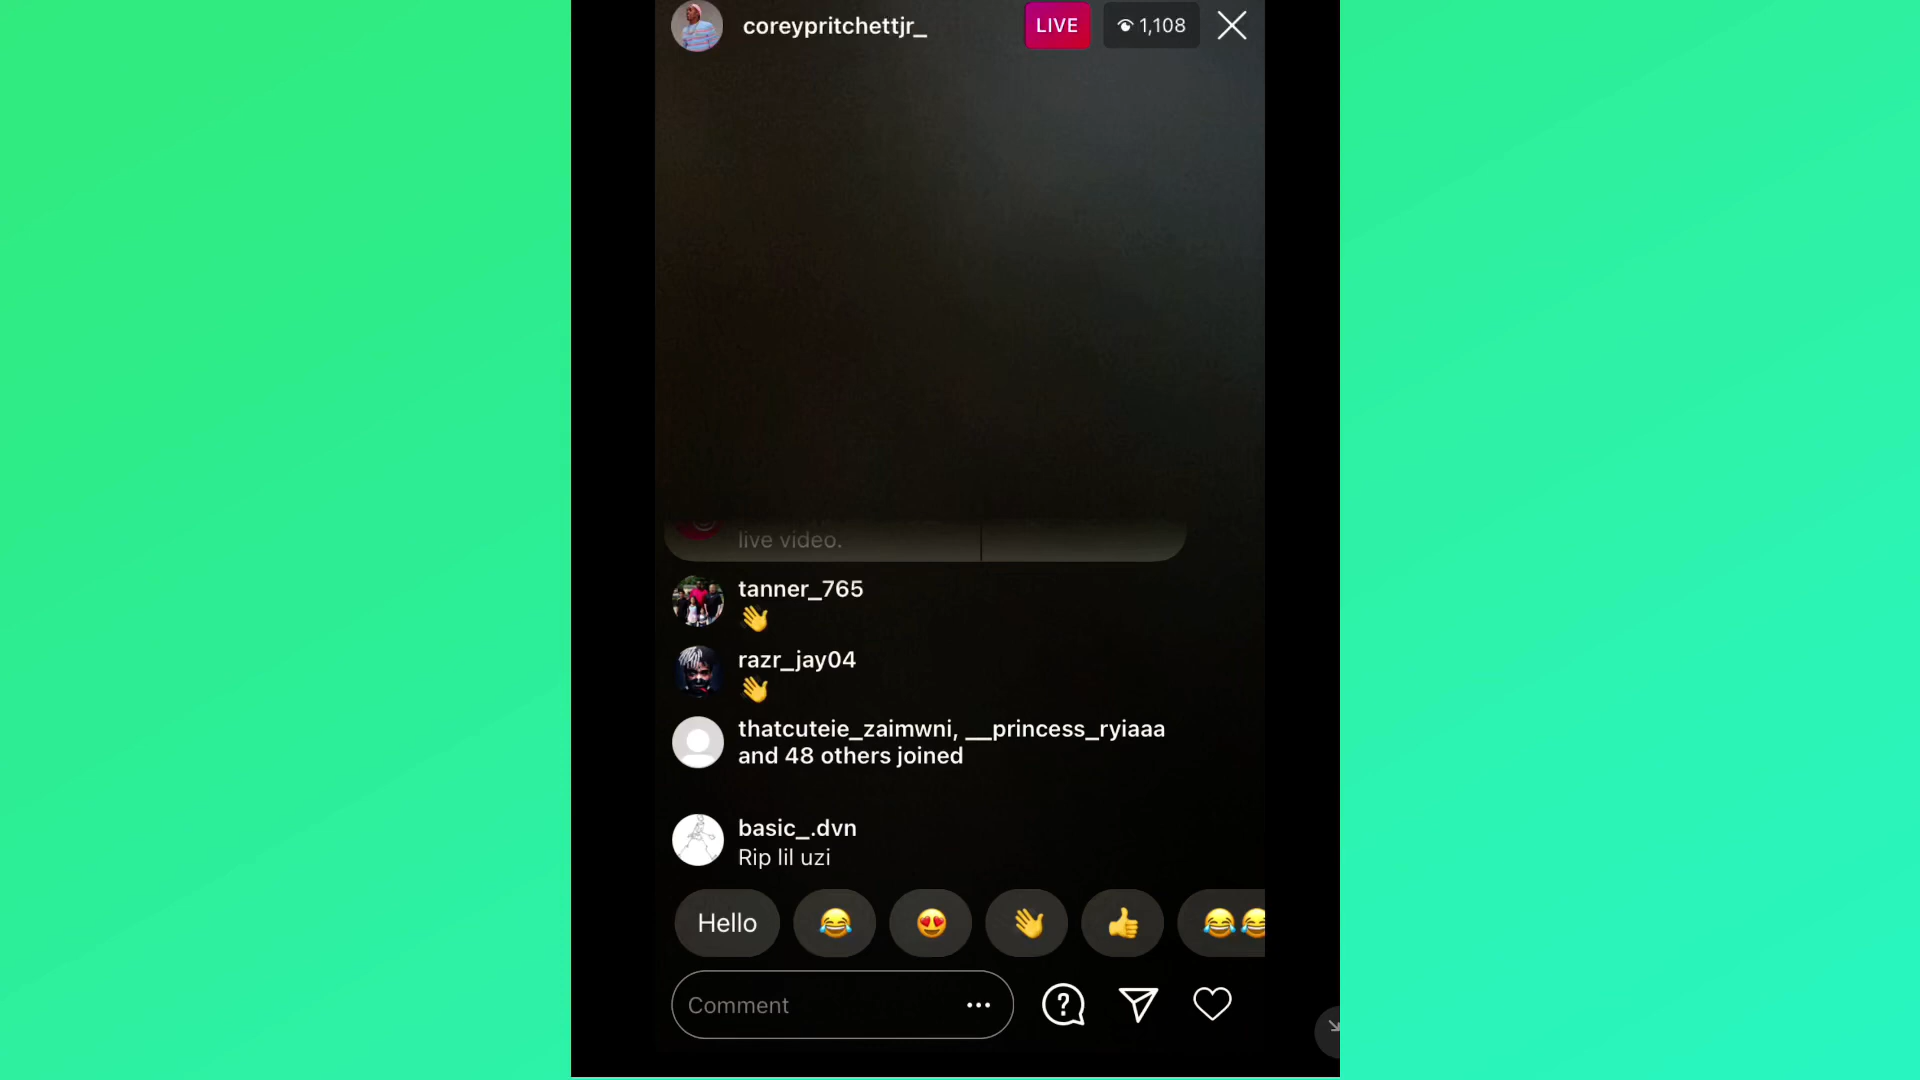 coreypritchettjr_
LIVE
1,108
live video.
tanner_765
razr_jay04
thatcuteie_zaimwni, __princess_ryiaaa
and 48 others joined
basic_.dvn
Rip lil uzi
Hello
Comment